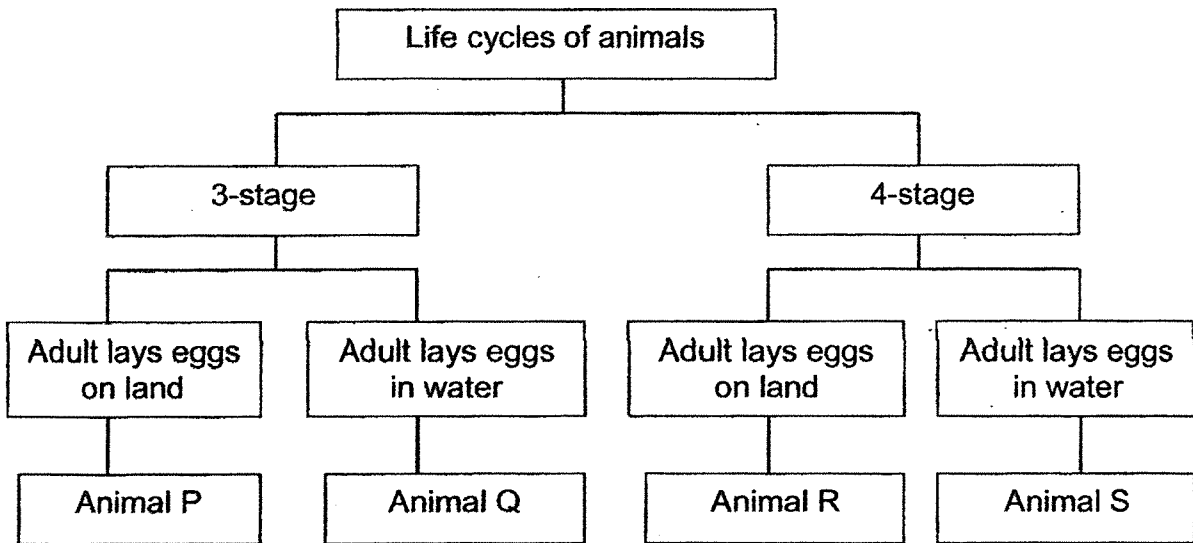 Life cycles of animals
3-stage
4-stage
Adult lays eggs
on land
Adult lays eggs
in water
Adult lays eggs
on land
Adult lays eggs
in water
Animal P
Animal Q
Animal R
Animal S